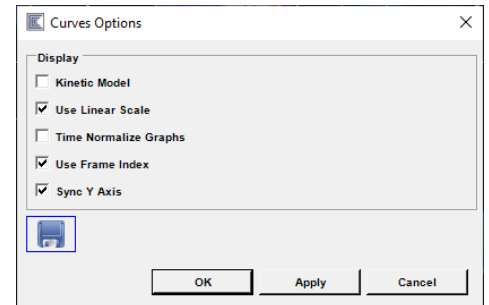 Curves Options
Display
Kinetic Model
Use Linear Scale
Time Normalize Graphs
Use Frame Index
Sync Y Axis
OK Apply Cancel